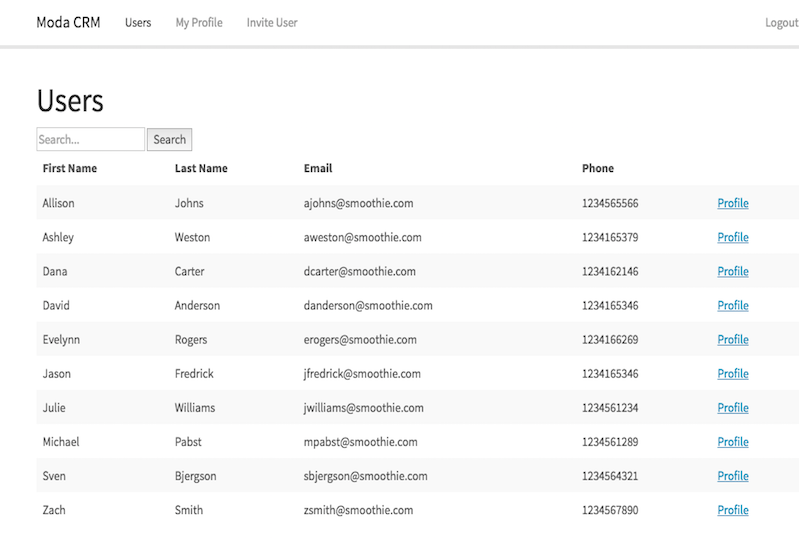 Moda CRM Users My Profile Invite User Logout
Users
Search... Search
First Name Last Name Email Phone
Allison Johns ajohns@smoothie.com 1234565566 Profile
Ashley Weston aweston@smoothie.com 1234165379 Profile
Dana Carter dcarter@smoothie.com 1234162146 Profile
David Anderson danderson@smoothie.com 1234165346 Profile
Evelynn Rogers erogers@smoothie.com 1234166269 Profile
Jason Fredrick jfredrick@smoothie.com 1234165346 Profile
Julie Williams jwilliams@smoothie.com 1234561234 Profile
Michael Pabst mpabst@smoothie.com 1234561289 Profile
Sven Bjergson sbjergson@smoothie.com 1234564321 Profile
Zach Smith zsmith@smoothie.com 1234567890 Profile